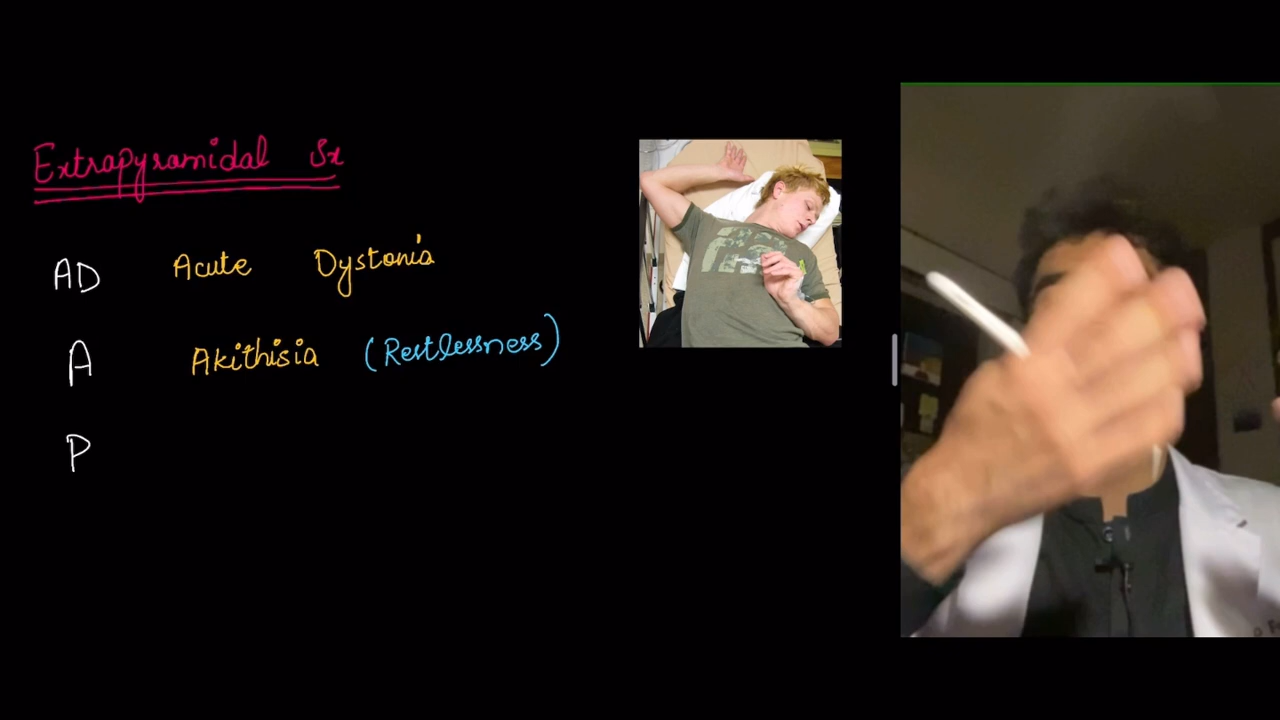 Extrapyramidal Sx
AD Acute Dystonia
A Akithisia (Restlessness)
P